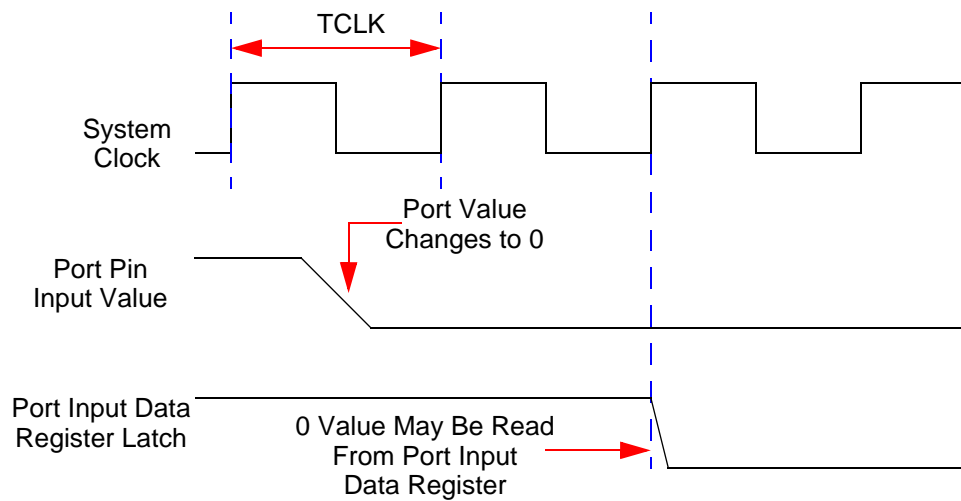 TCLK
System
Clock
Port Value
Changes to 0
Port Pin
Input Value
Port Input Data
Register Latch
0 Value May Be Read
From Port Input
Data Register